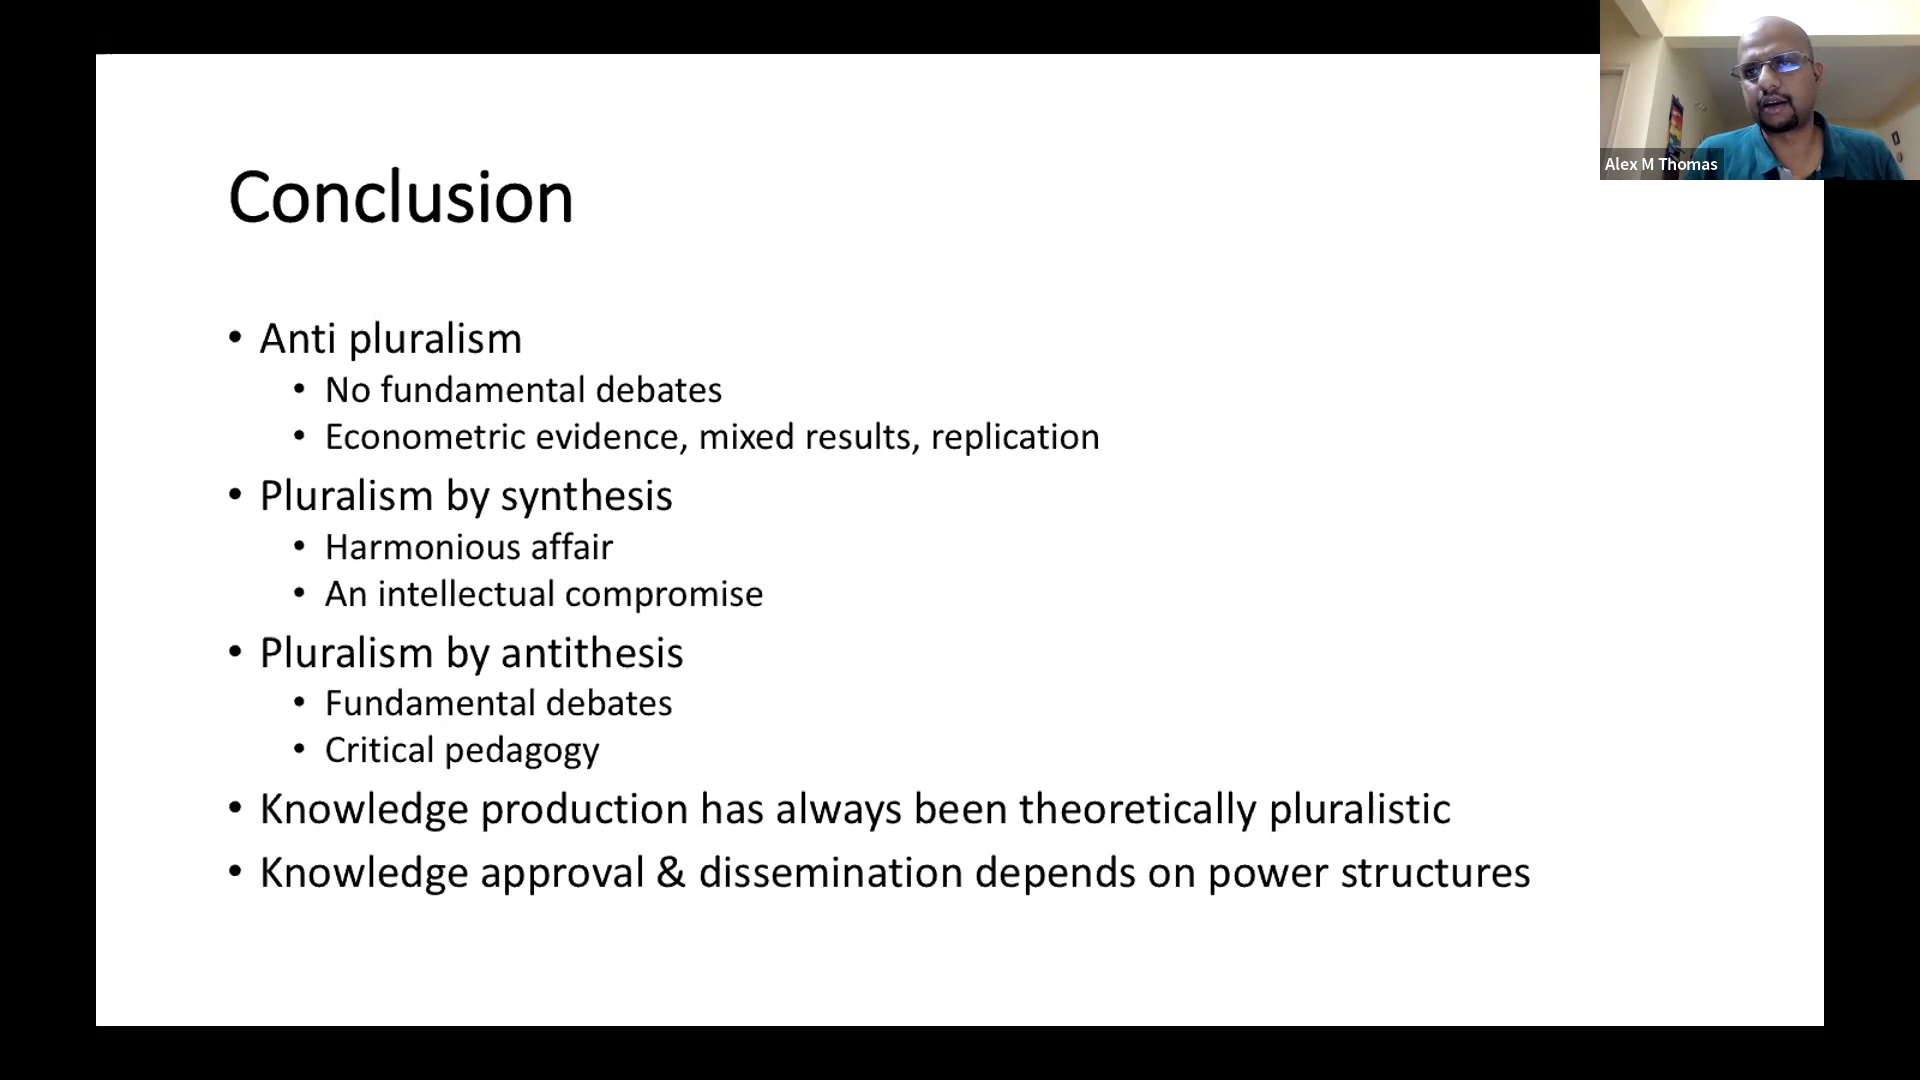 Alex M Thomas
Conclusion
• Anti pluralism
• No fundamental debates
• Econometric evidence, mixed results, replication
• Pluralism by synthesis
• Harmonious affair
• An intellectual compromise
• Pluralism by antithesis
• Fundamental debates
• Critical pedagogy
• Knowledge production has always been theoretically pluralistic
• Knowledge approval & dissemination depends on power structures